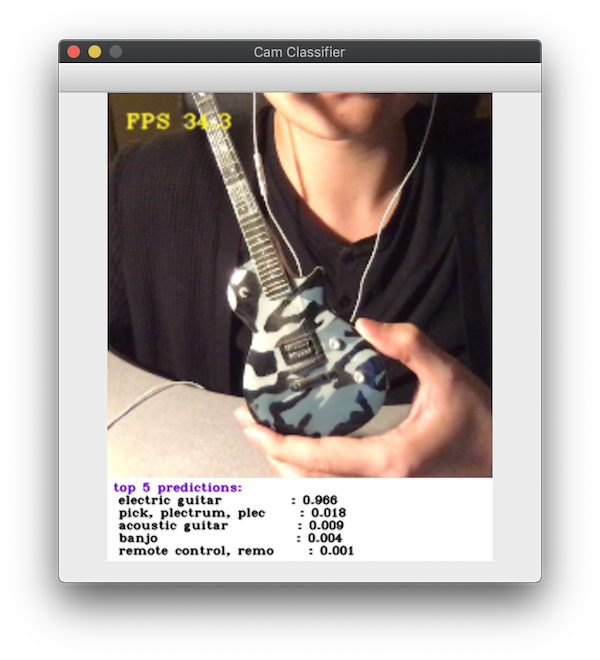 Cam Classifier
FPS 34.3
top 5 predictions:
electric guitar : 0.966
pick, plectrum, plec : 0.018
acoustic guitar : 0.009
banjo : 0.004
remote control, remo : 0.001